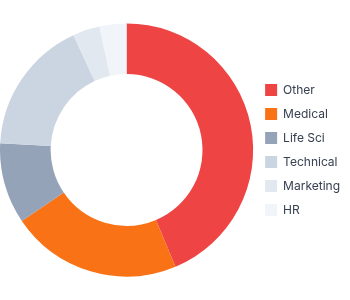 Other
Medical
Life Sci
Technical
Marketing
HR